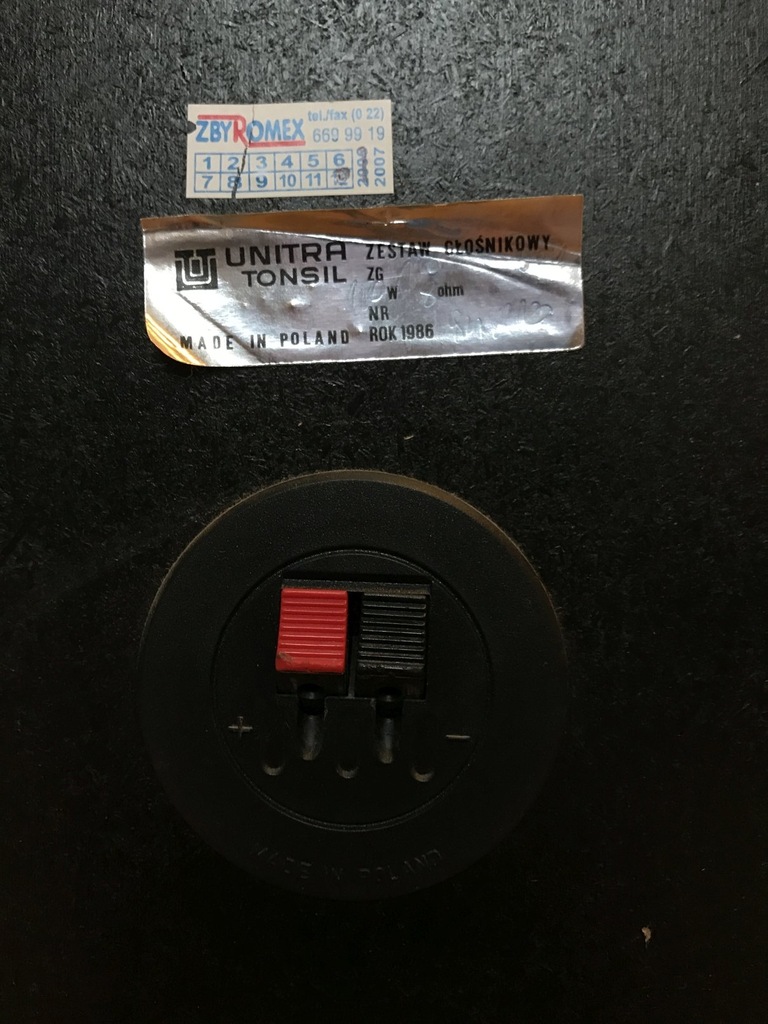 ZBYROMEX tel./fax (0 22)
669 99 19
1 2 3 4 5 6
7 8 9 10 11
2007
UNITRA
TONSIL
ZESTAW GŁOŚNIKOWY
ZG
W ohm
NR
MADE IN POLAND ROK 1986
+ −
MADE IN POLAND